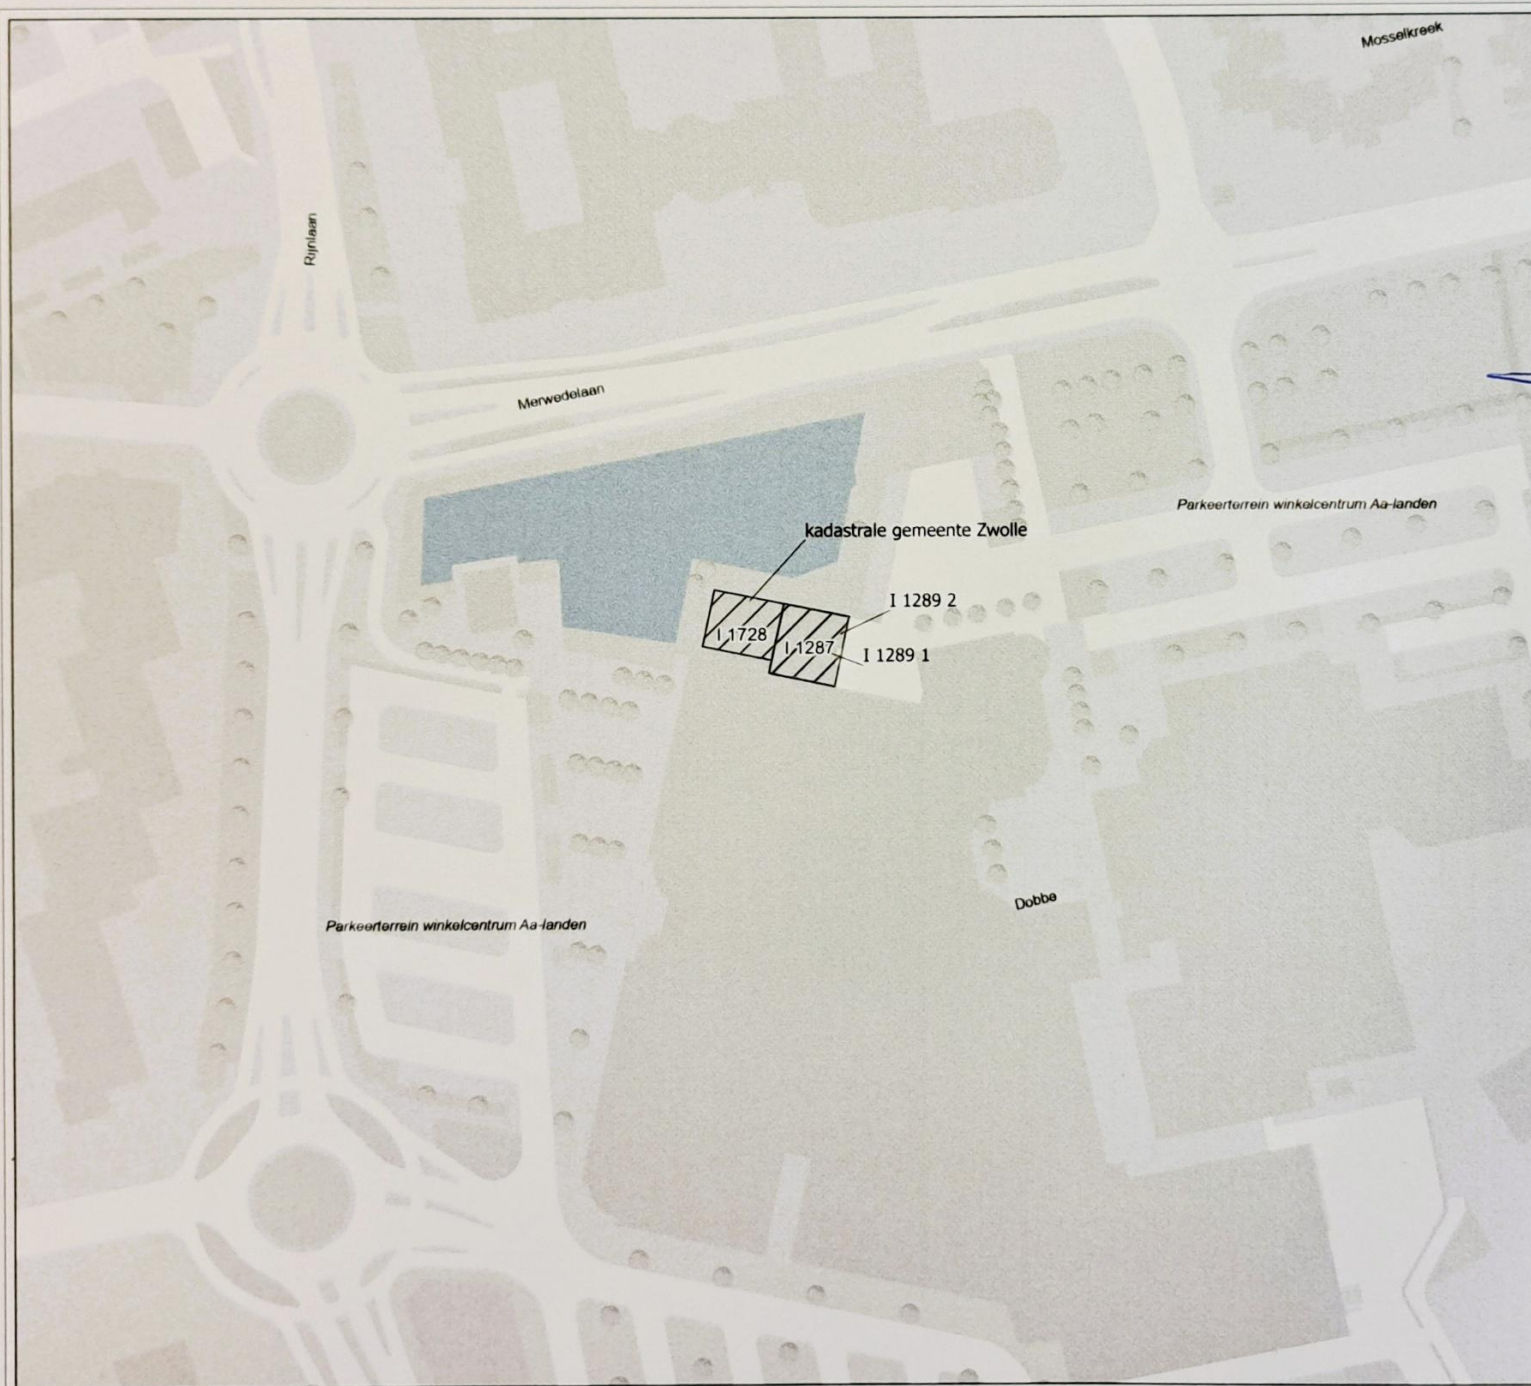 Mosselkreek
Rijnlaan
Merwedelaan
Parkeerterrein winkelcentrum Aa-landen
kadastrale gemeente Zwolle
I 1289 2
I 1728
I 1287
I 1289 1
Dobbe
Parkeerterrein winkelcentrum Aa-landen